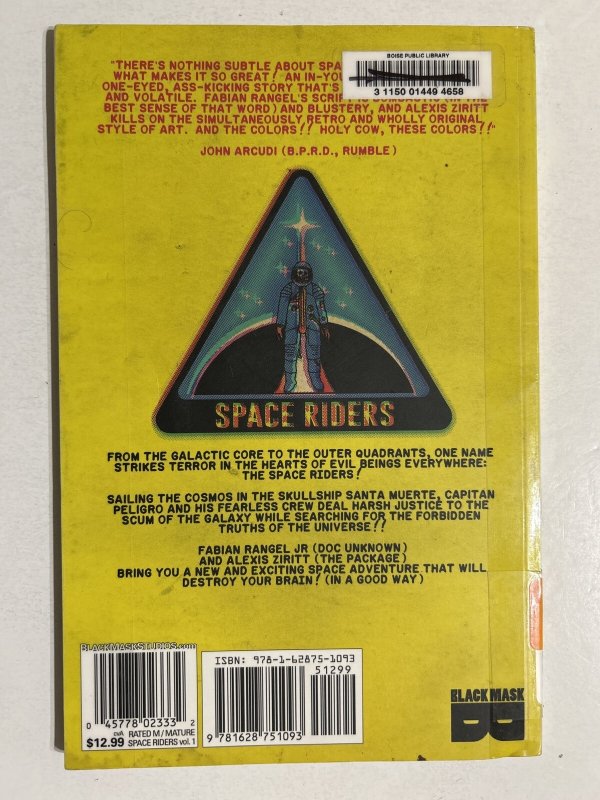 "THERE'S NOTHING SUBTLE ABOUT SPA
WHAT MAKES IT SO GREAT! AN IN-YOU
ONE-EYED, ASS-KICKING STORY THAT'S
AND VOLATILE. FABIAN RANGEL'S SCRIPT IS BOMBASTIC (IN THE
BEST SENSE OF THAT WORD) AND BLUSTERY, AND ALEXIS ZIRITT
KILLS ON THE SIMULTANEOUSLY RETRO AND WHOLLY ORIGINAL
STYLE OF ART. AND THE COLORS!! HOLY COW, THESE COLORS!!"
JOHN ARCUDI (B.P.R.D., RUMBLE)
BOISE PUBLIC LIBRARY
3 1150 01449 4658
SPACE RIDERS
FROM THE GALACTIC CORE TO THE OUTER QUADRANTS, ONE NAME
STRIKES TERROR IN THE HEARTS OF EVIL BEINGS EVERYWHERE:
THE SPACE RIDERS!
SAILING THE COSMOS IN THE SKULLSHIP SANTA MUERTE, CAPITAN
PELIGRO AND HIS FEARLESS CREW DEAL HARSH JUSTICE TO THE
SCUM OF THE GALAXY WHILE SEARCHING FOR THE FORBIDDEN
TRUTHS OF THE UNIVERSE!!
FABIAN RANGEL JR (DOC UNKNOWN)
AND ALEXIS ZIRITT (THE PACKAGE)
BRING YOU A NEW AND EXCITING SPACE ADVENTURE THAT WILL
DESTROY YOUR BRAIN! (IN A GOOD WAY)
BLACKMASKSTUDIOS.com
0 45778 02333 2
CVA RATED M / MATURE
$12.99 SPACE RIDERS vol. 1
ISBN: 978-1-62875-1093
51299
9 781628 751093
BLACK MASK